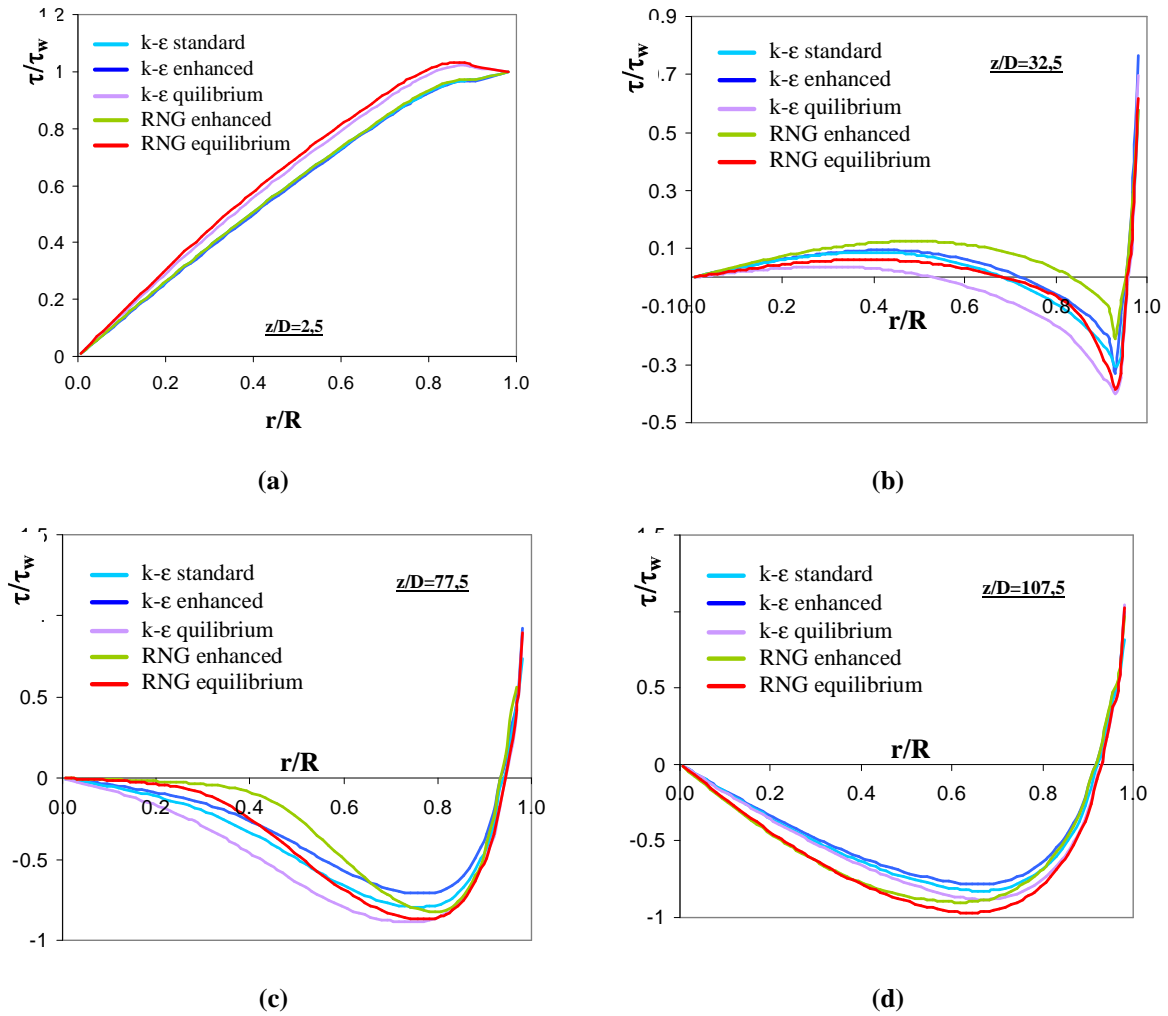 1.2
1
0.8
0.6
0.4
0.2
0
τ/τw
k-ε standard
k-ε enhanced
k-ε quilibrium
RNG enhanced
RNG equilibrium
z/D=2,5
0.0 0.2 0.4 0.6 0.8 1.0
r/R
(a)
0.9
0.7
0.5
0.3
0.1
-0.1
-0.3
-0.5
τ/τw
k-ε standard
k-ε enhanced
k-ε quilibrium
RNG enhanced
RNG equilibrium
z/D=32,5
0.0 0.2 0.4 0.6 0.8 1.0
r/R
(b)
0.5
0
-0.5
-1
τ/τw
k-ε standard
k-ε enhanced
k-ε quilibrium
RNG enhanced
RNG equilibrium
z/D=77,5
r/R
0.0 0.2 0.4 0.6 0.8 1.0
(c)
0.5
0
-0.5
-1
τ/τw
k-ε standard
k-ε enhanced
k-ε quilibrium
RNG enhanced
RNG equilibrium
z/D=107,5
r/R
0.0 0.2 0.4 0.6 0.8 1.0
(d)